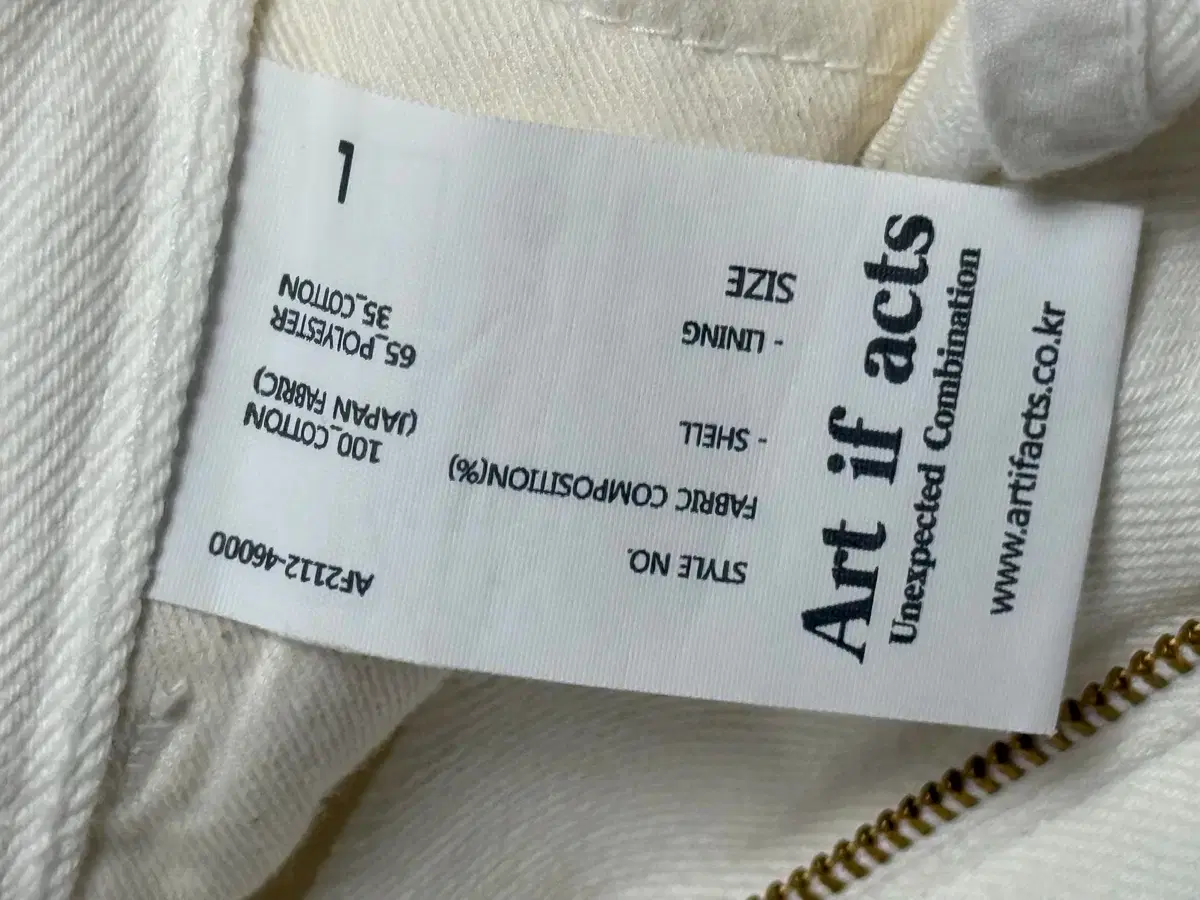 Art if acts
Unexpected Combination
www.artifacts.co.kr
STYLE NO. AF2112-46000
FABRIC COMPOSITION(%)
- SHELL 100_COTTON
(JAPAN FABRIC)
- LINING 65_POLYESTER
35_COTTON
SIZE 1